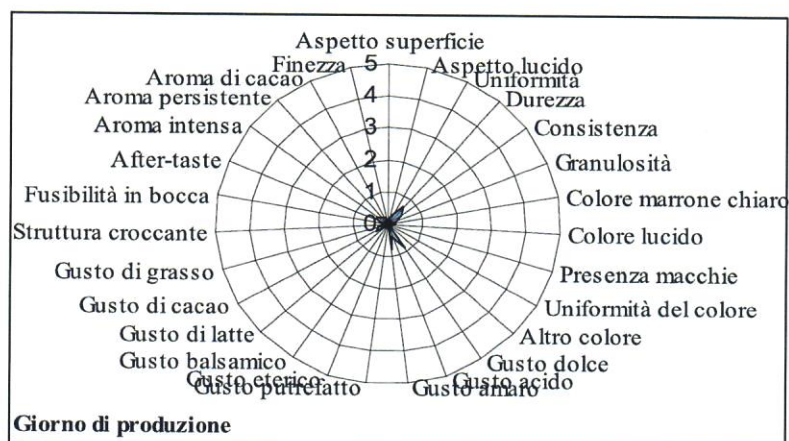 Aspetto superficie
Aspetto lucido
Uniformità
Durezza
Consistenza
Granulosità
Colore marrone chiaro
Colore lucido
Presenza macchie
Uniformità del colore
Altro colore
Gusto dolce
Gusto acido
Gusto amaro
Gusto putrefatto
Gusto eterico
Gusto balsamico
Gusto di latte
Gusto di cacao
Gusto di grasso
Struttura croccante
Fusibilità in bocca
After-taste
Aroma intensa
Aroma persistente
Aroma di cacao
Finezza
5
4
3
2
1
0
Giorno di produzione